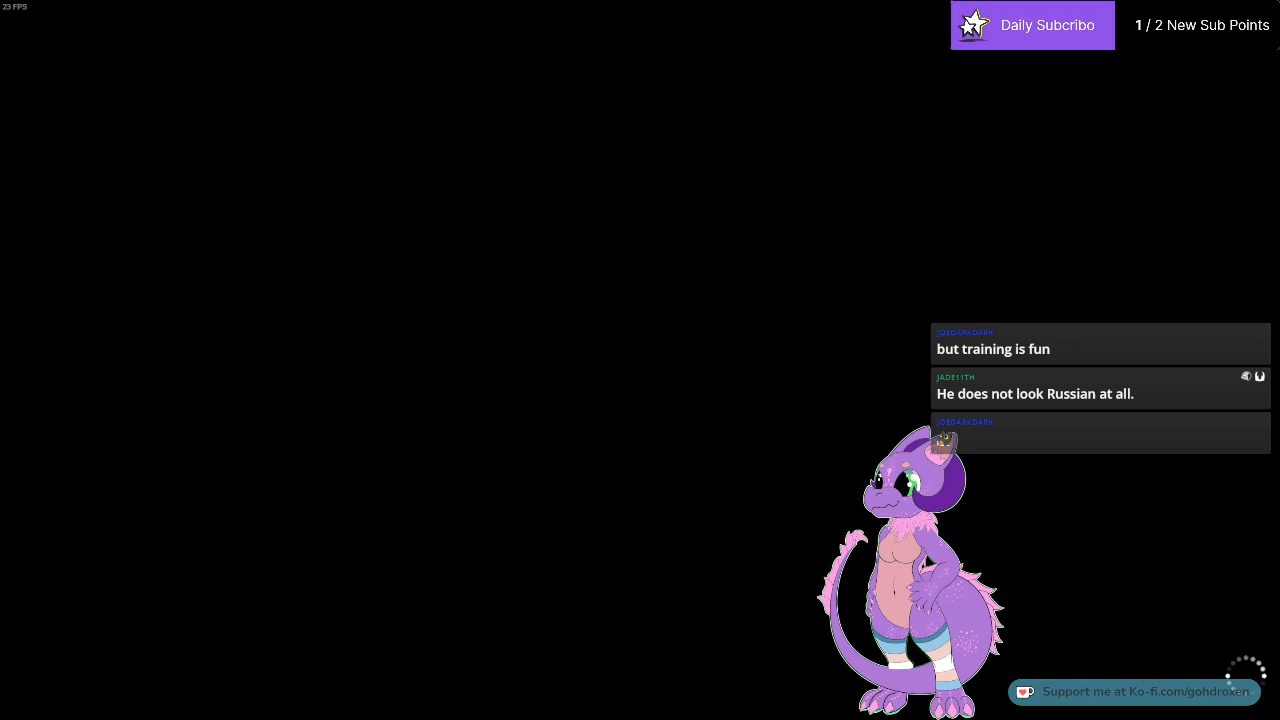 23 FPS
Daily Subcribo
1 / 2 New Sub Points
JOEDARKDARK
but training is fun
JADE11TH
He does not look Russian at all.
JOEDARKDARK
Support me at Ko-fi.com/gohdroxen